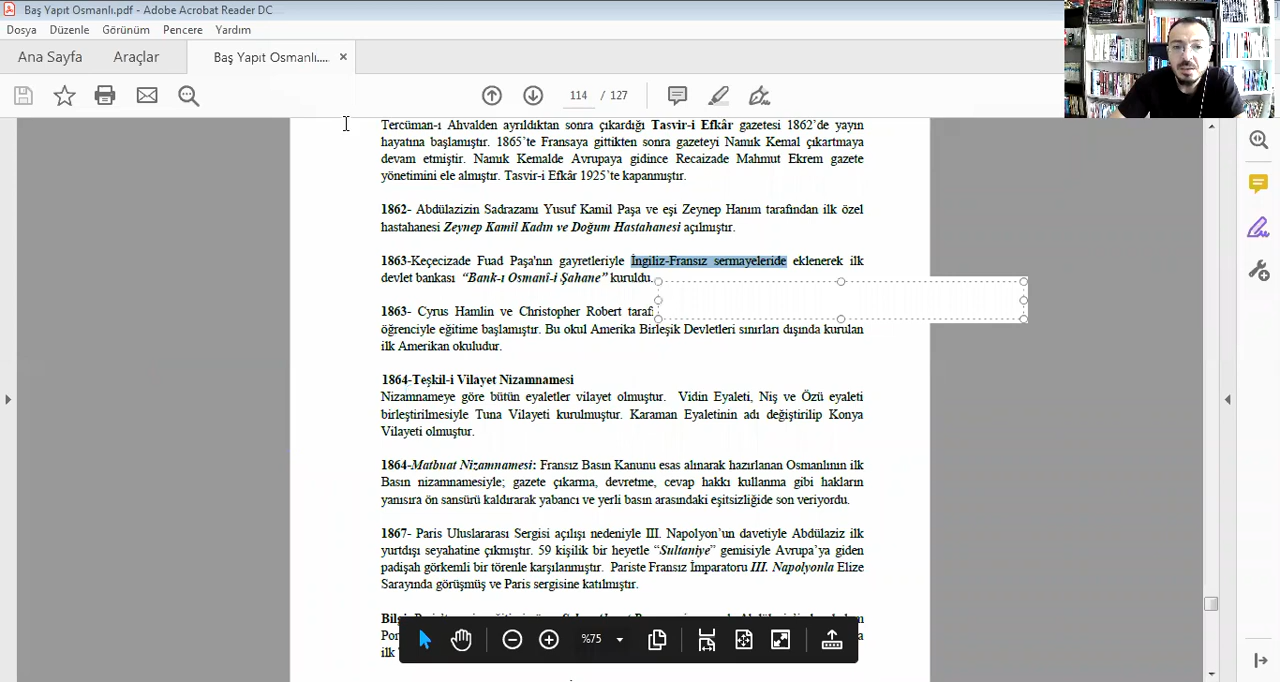 Baş Yapıt Osmanlı.pdf - Adobe Acrobat Reader DC
Dosya Düzenle Görünüm Pencere Yardım
Ana Sayfa Araçlar Baş Yapıt Osmanlı....
114 / 127
Tercüman-ı Ahvalden ayrıldıktan sonra çıkardığı Tasvir-i Efkâr gazetesi 1862’de yayın
hayatına başlamıştır. 1865’te Fransaya gittikten sonra gazeteyi Namık Kemal çıkartmaya
devam etmiştir. Namık Kemalde Avrupaya gidince Recaizade Mahmut Ekrem gazete
yönetimini ele almıştır. Tasvir-i Efkâr 1925’te kapanmıştır.
1862- Abdülazizin Sadrazamı Yusuf Kamil Paşa ve eşi Zeynep Hanım tarafından ilk özel
hastahanesi Zeynep Kamil Kadın ve Doğum Hastahanesi açılmıştır.
1863-Keçecizade Fuad Paşa'nın gayretleriyle İngiliz-Fransız sermayeleride eklenerek ilk
devlet bankası “Bank-ı Osmanî-i Şahane” kuruldu.
1863- Cyrus Hamlin ve Christopher Robert
öğrenciyle eğitime başlamıştır. Bu okul Amerika Birleşik Devletleri sınırları dışında kurulan
ilk Amerikan okuludur.
1864-Teşkil-i Vilayet Nizamnamesi
Nizamnameye göre bütün eyaletler vilayet olmuştur. Vidin Eyaleti, Niş ve Özü eyaleti
birleştirilmesiyle Tuna Vilayeti kurulmuştur. Karaman Eyaletinin adı değiştirilip Konya
Vilayeti olmuştur.
1864-Matbuat Nizamnamesi: Fransız Basın Kanunu esas alınarak hazırlanan Osmanlının ilk
Basın nizamnamesiyle; gazete çıkarma, devretme, cevap hakkı kullanma gibi hakların
yanısıra ön sansürü kaldırarak yabancı ve yerli basın arasındaki eşitsizliğide son veriyordu.
1867- Paris Uluslararası Sergisi açılışı nedeniyle III. Napolyon’un davetiyle Abdülaziz ilk
yurtdışı seyahatine çıkmıştır. 59 kişilik bir heyetle “Sultaniye” gemisiyle Avrupa’ya giden
padişah görkemli bir törenle karşılanmıştır. Pariste Fransız İmparatoru III. Napolyonla Elize
Sarayında görüşmüş ve Paris sergisine katılmıştır.
ilk
%75